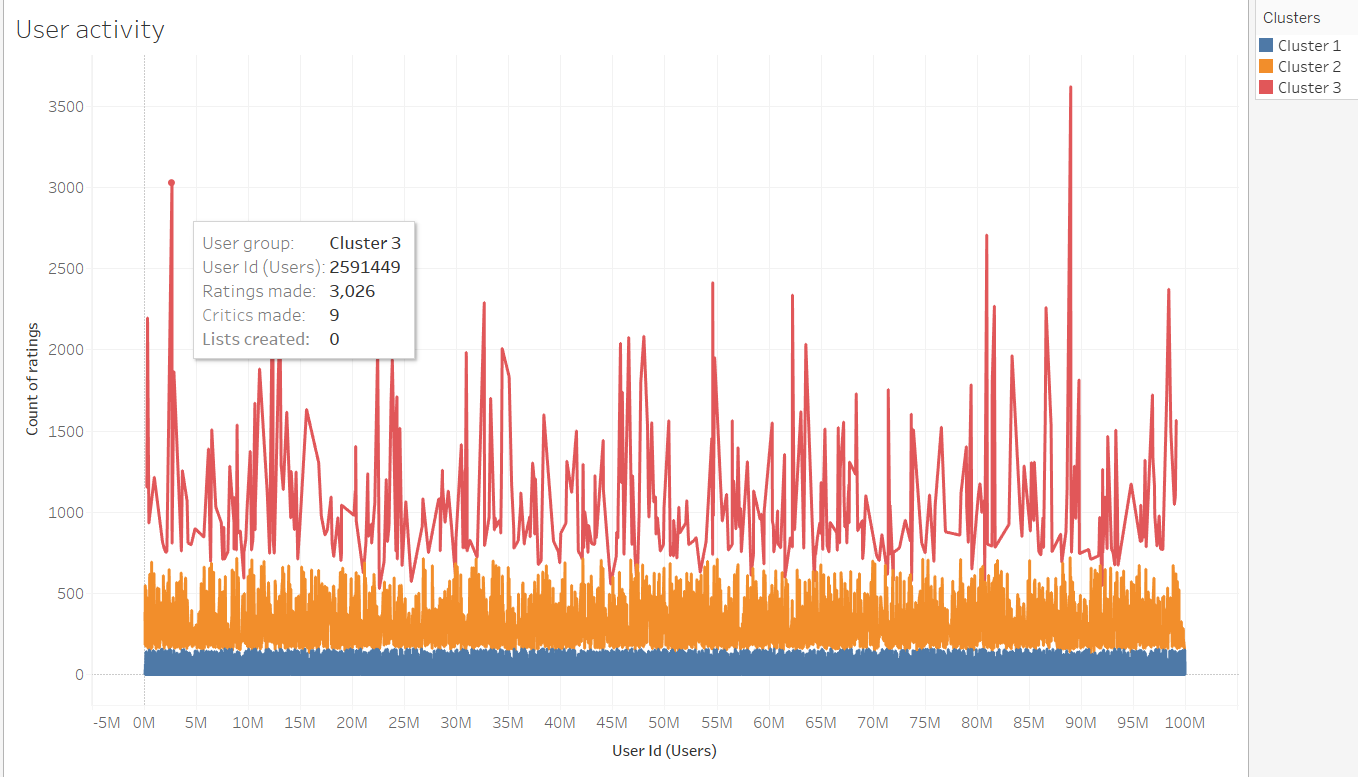 User activity
Clusters
Cluster 1
Cluster 2
Cluster 3
Count of ratings
3500
3000
2500
2000
1500
1000
500
0
User group: Cluster 3
User Id (Users): 2591449
Ratings made: 3,026
Critics made: 9
Lists created: 0
-5M 0M 5M 10M 15M 20M 25M 30M 35M 40M 45M 50M 55M 60M 65M 70M 75M 80M 85M 90M 95M 100M
User Id (Users)